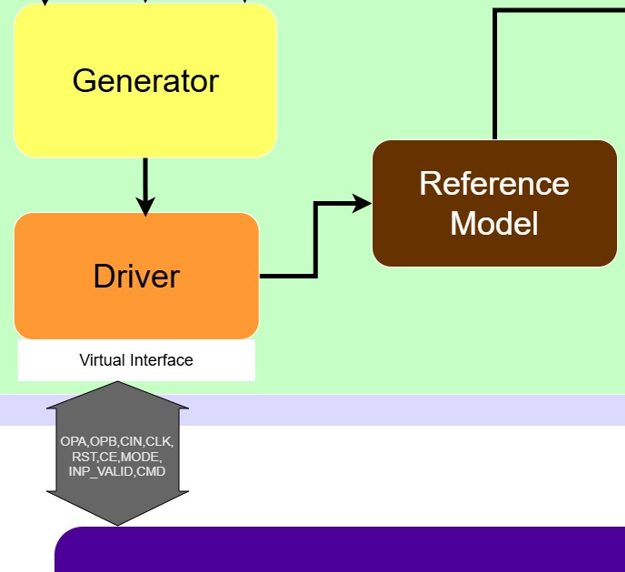 Generator
Reference
Model
Driver
Virtual Interface
OPA,OPB,CIN,CLK,
RST,CE,MODE,
INP_VALID,CMD